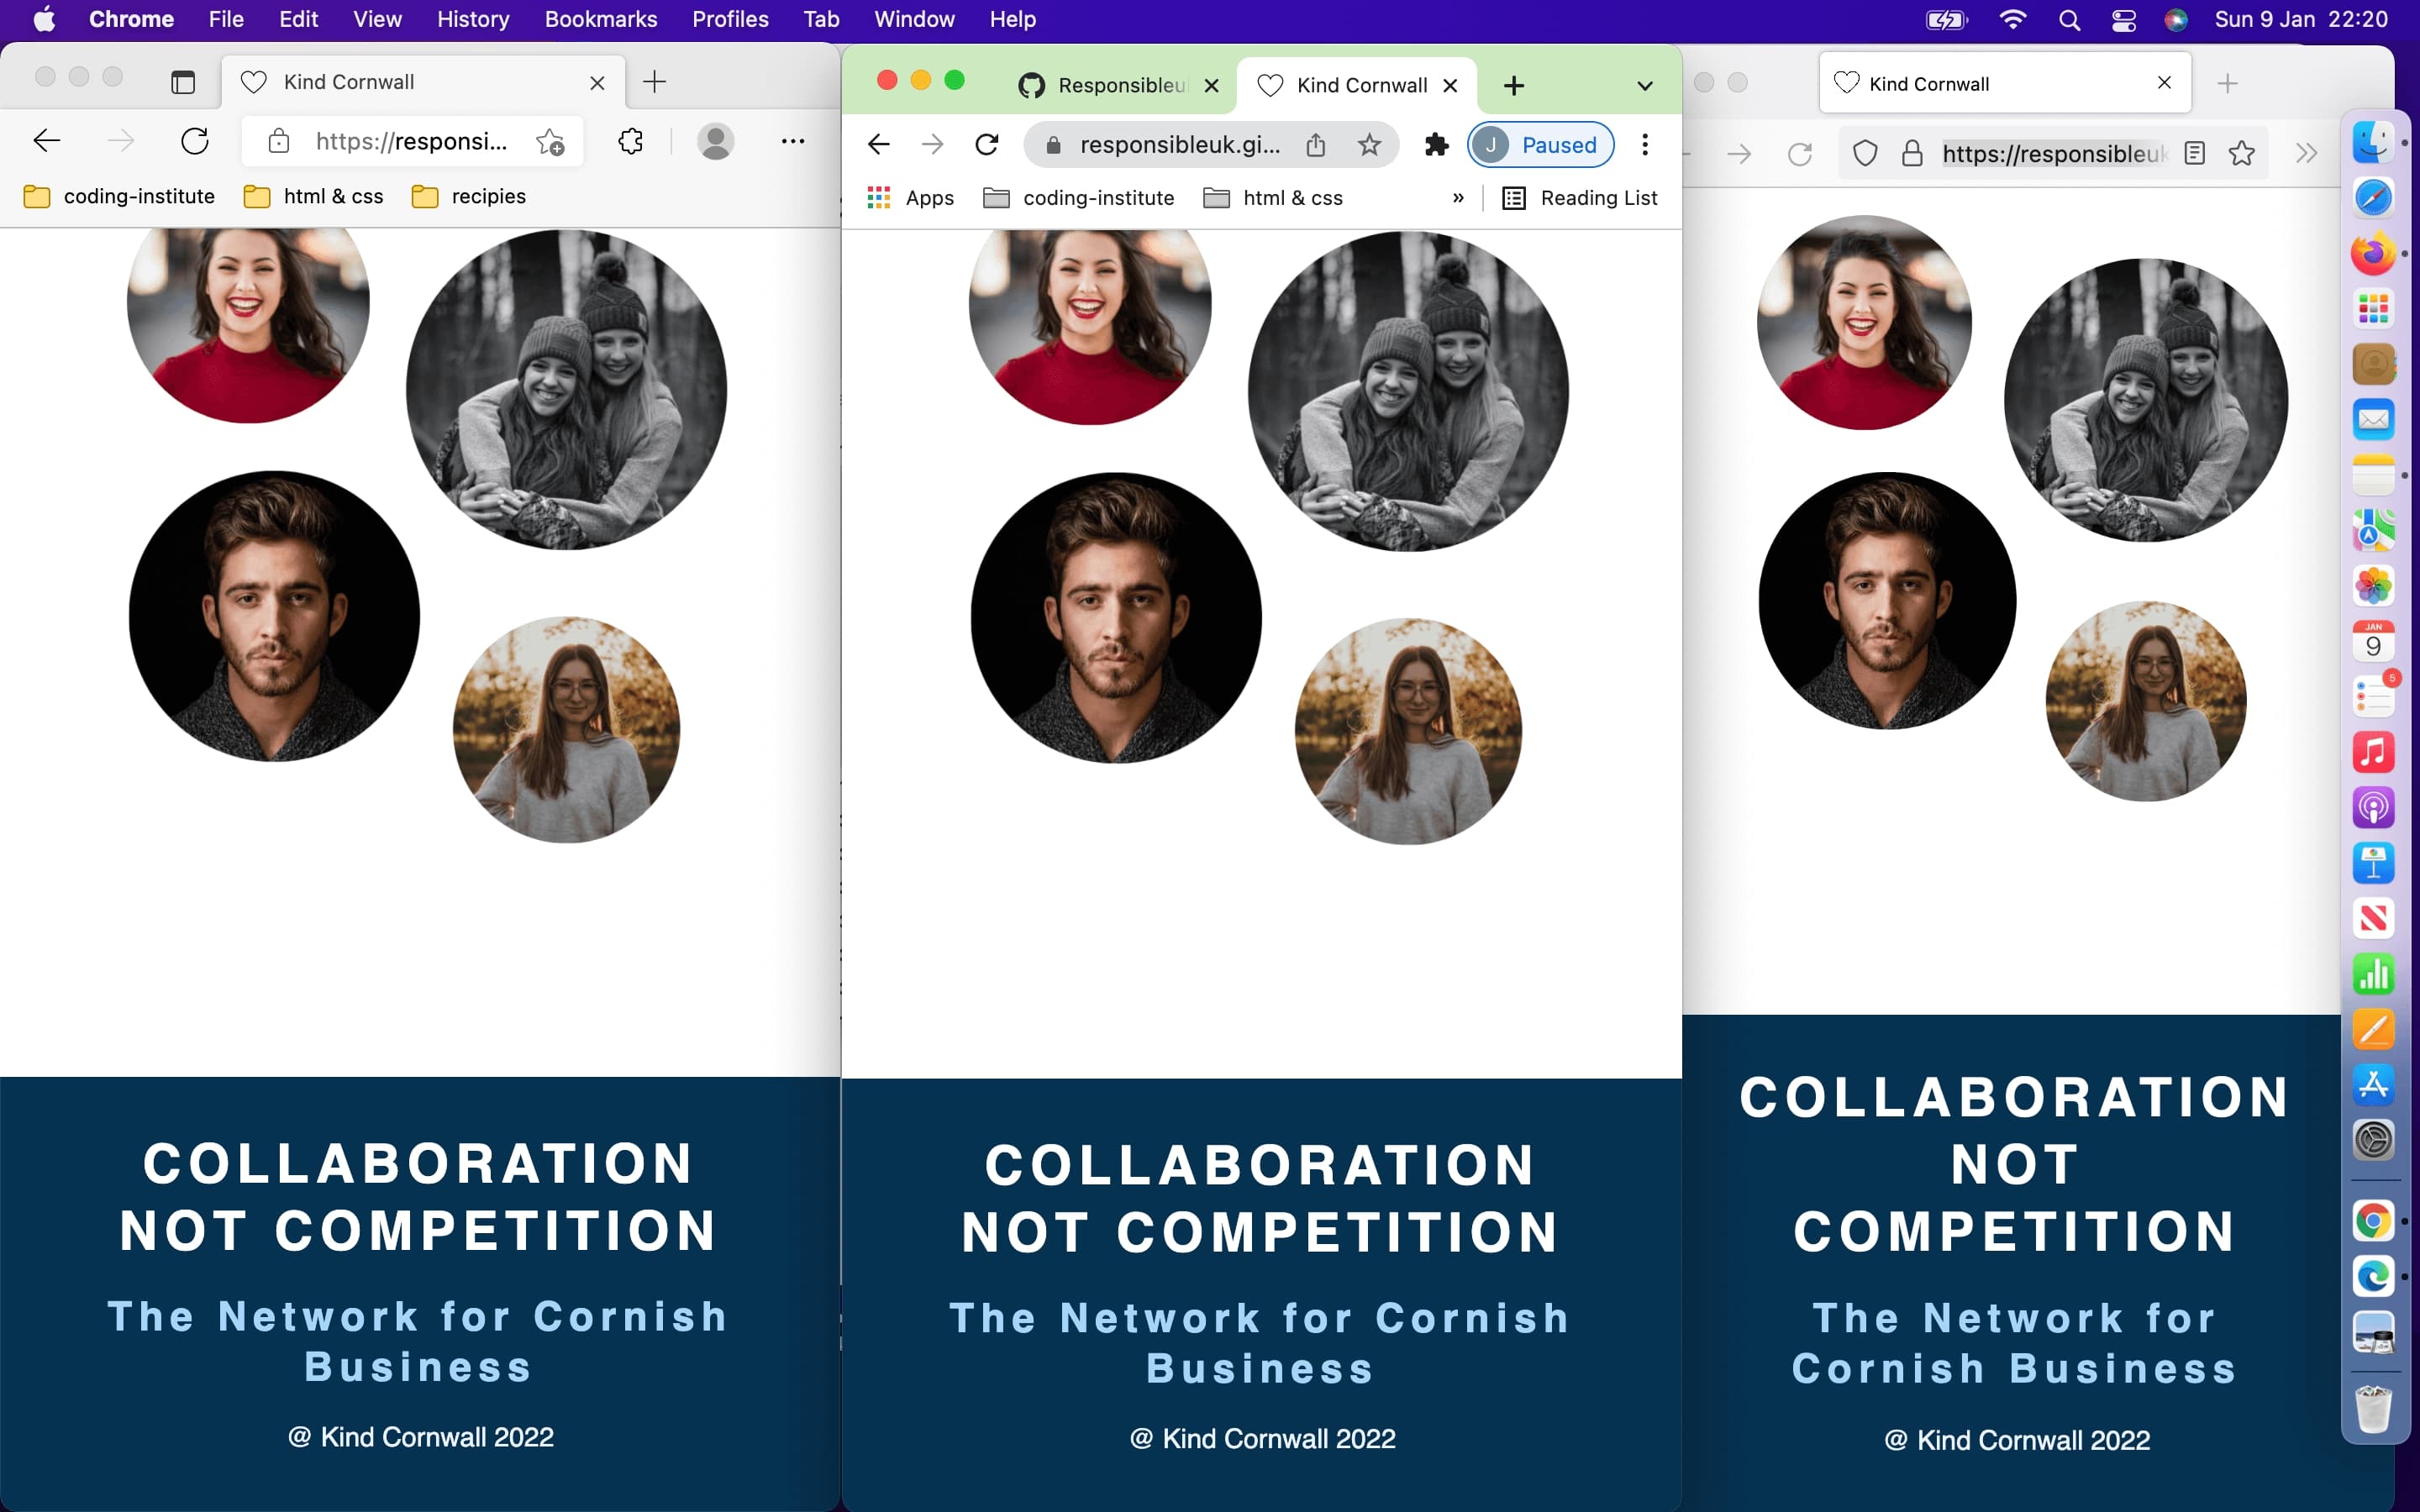 Chrome File Edit View History Bookmarks Profiles Tab Window Help Sun 9 Jan 22:20
Kind Cornwall
https://responsi...
coding-institute html & css recipies
COLLABORATION
NOT COMPETITION
The Network for Cornish
Business
@ Kind Cornwall 2022
Responsibleu Kind Cornwall
responsibleuk.gi... J Paused
Apps coding-institute html & css » Reading List
COLLABORATION
NOT COMPETITION
The Network for Cornish
Business
@ Kind Cornwall 2022
Kind Cornwall
https://responsibleuk
COLLABORATION
NOT
COMPETITION
The Network for
Cornish Business
@ Kind Cornwall 2022
JAN
9
5